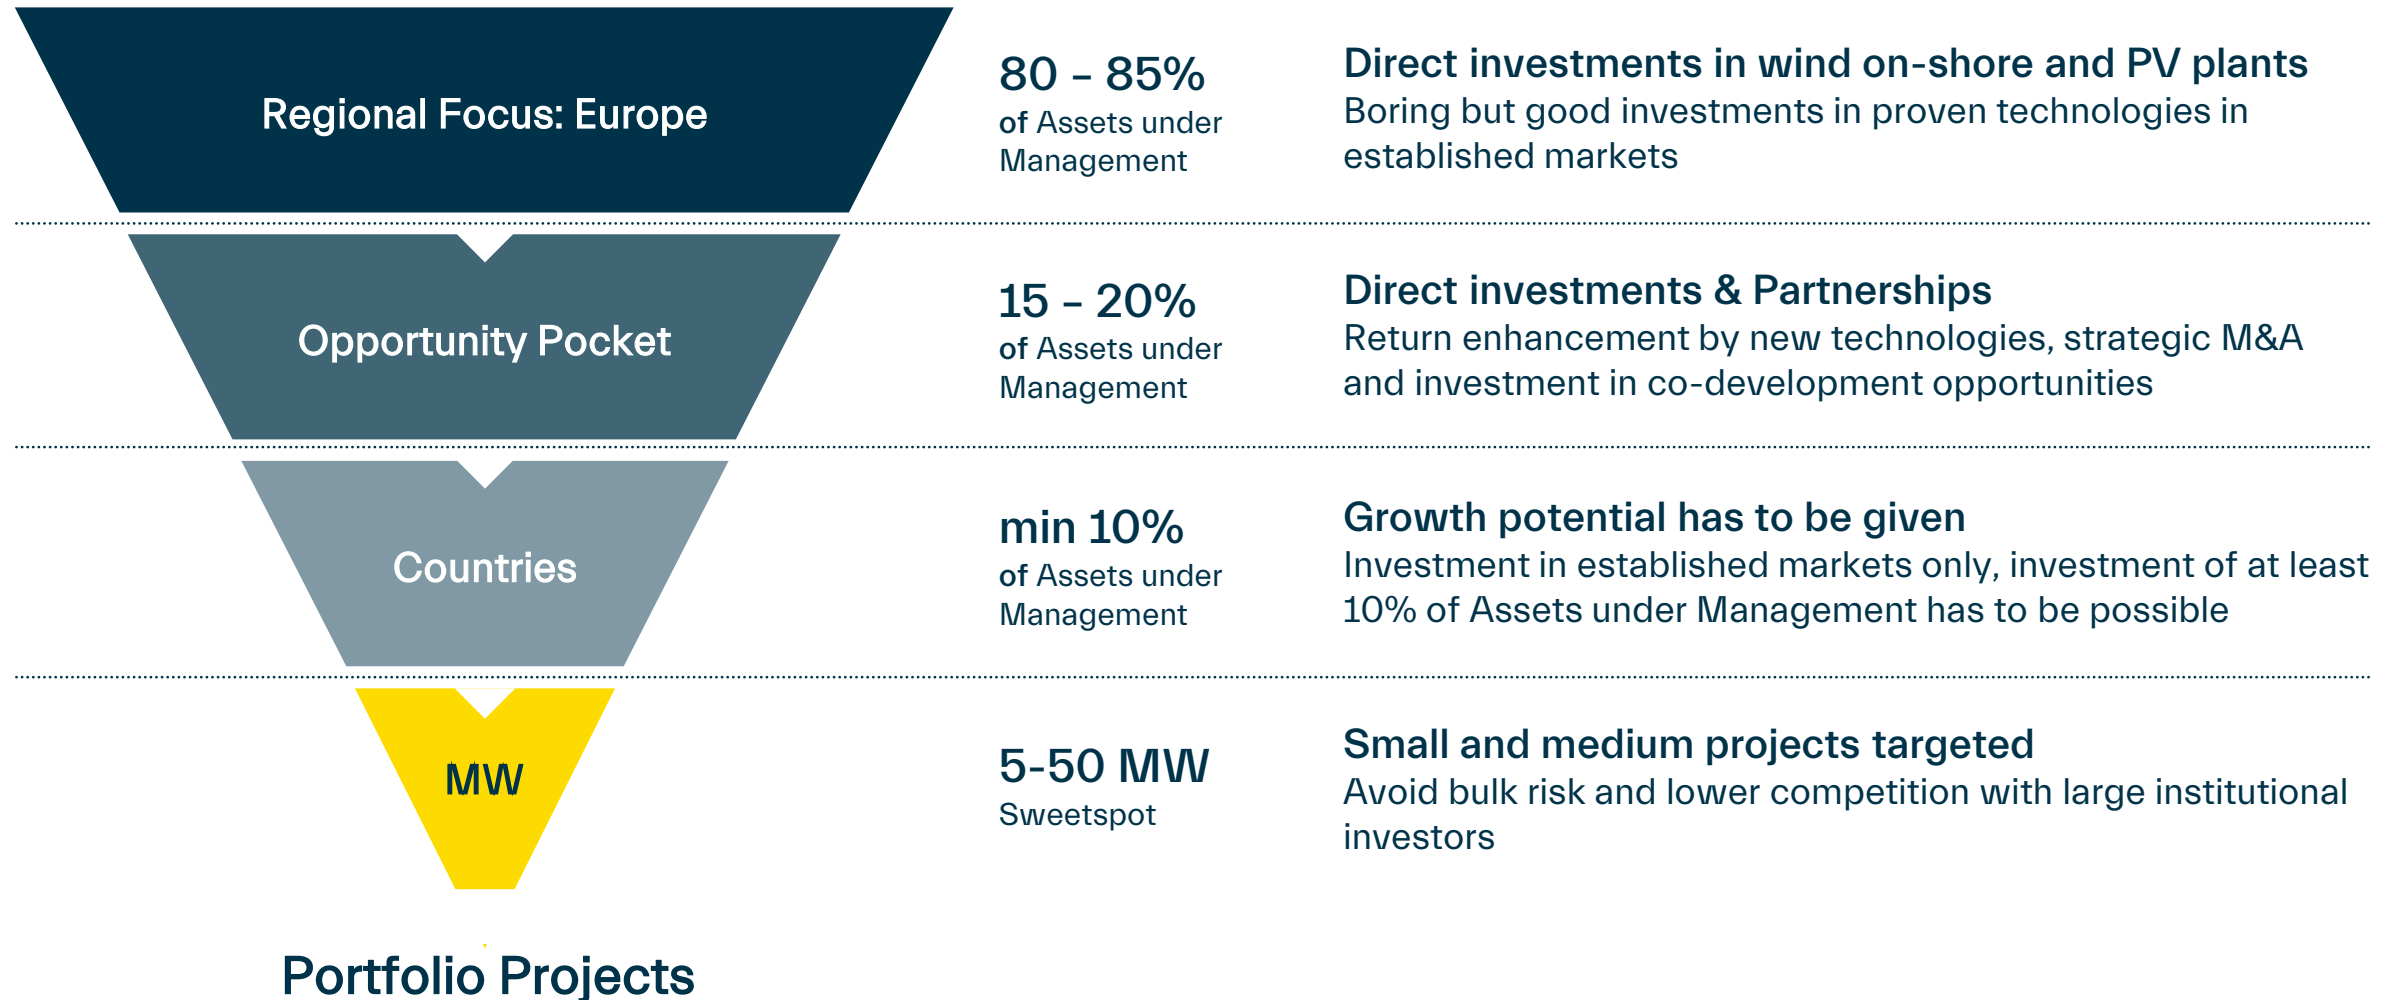 Regional Focus: Europe
80 – 85%
of Assets under
Management
Direct investments in wind on-shore and PV plants
Boring but good investments in proven technologies in
established markets
Opportunity Pocket
15 – 20%
of Assets under
Management
Direct investments & Partnerships
Return enhancement by new technologies, strategic M&A
and investment in co-development opportunities
Countries
min 10%
of Assets under
Management
Growth potential has to be given
Investment in established markets only, investment of at least
10% of Assets under Management has to be possible
MW
5-50 MW
Sweetspot
Small and medium projects targeted
Avoid bulk risk and lower competition with large institutional
investors
Portfolio Projects